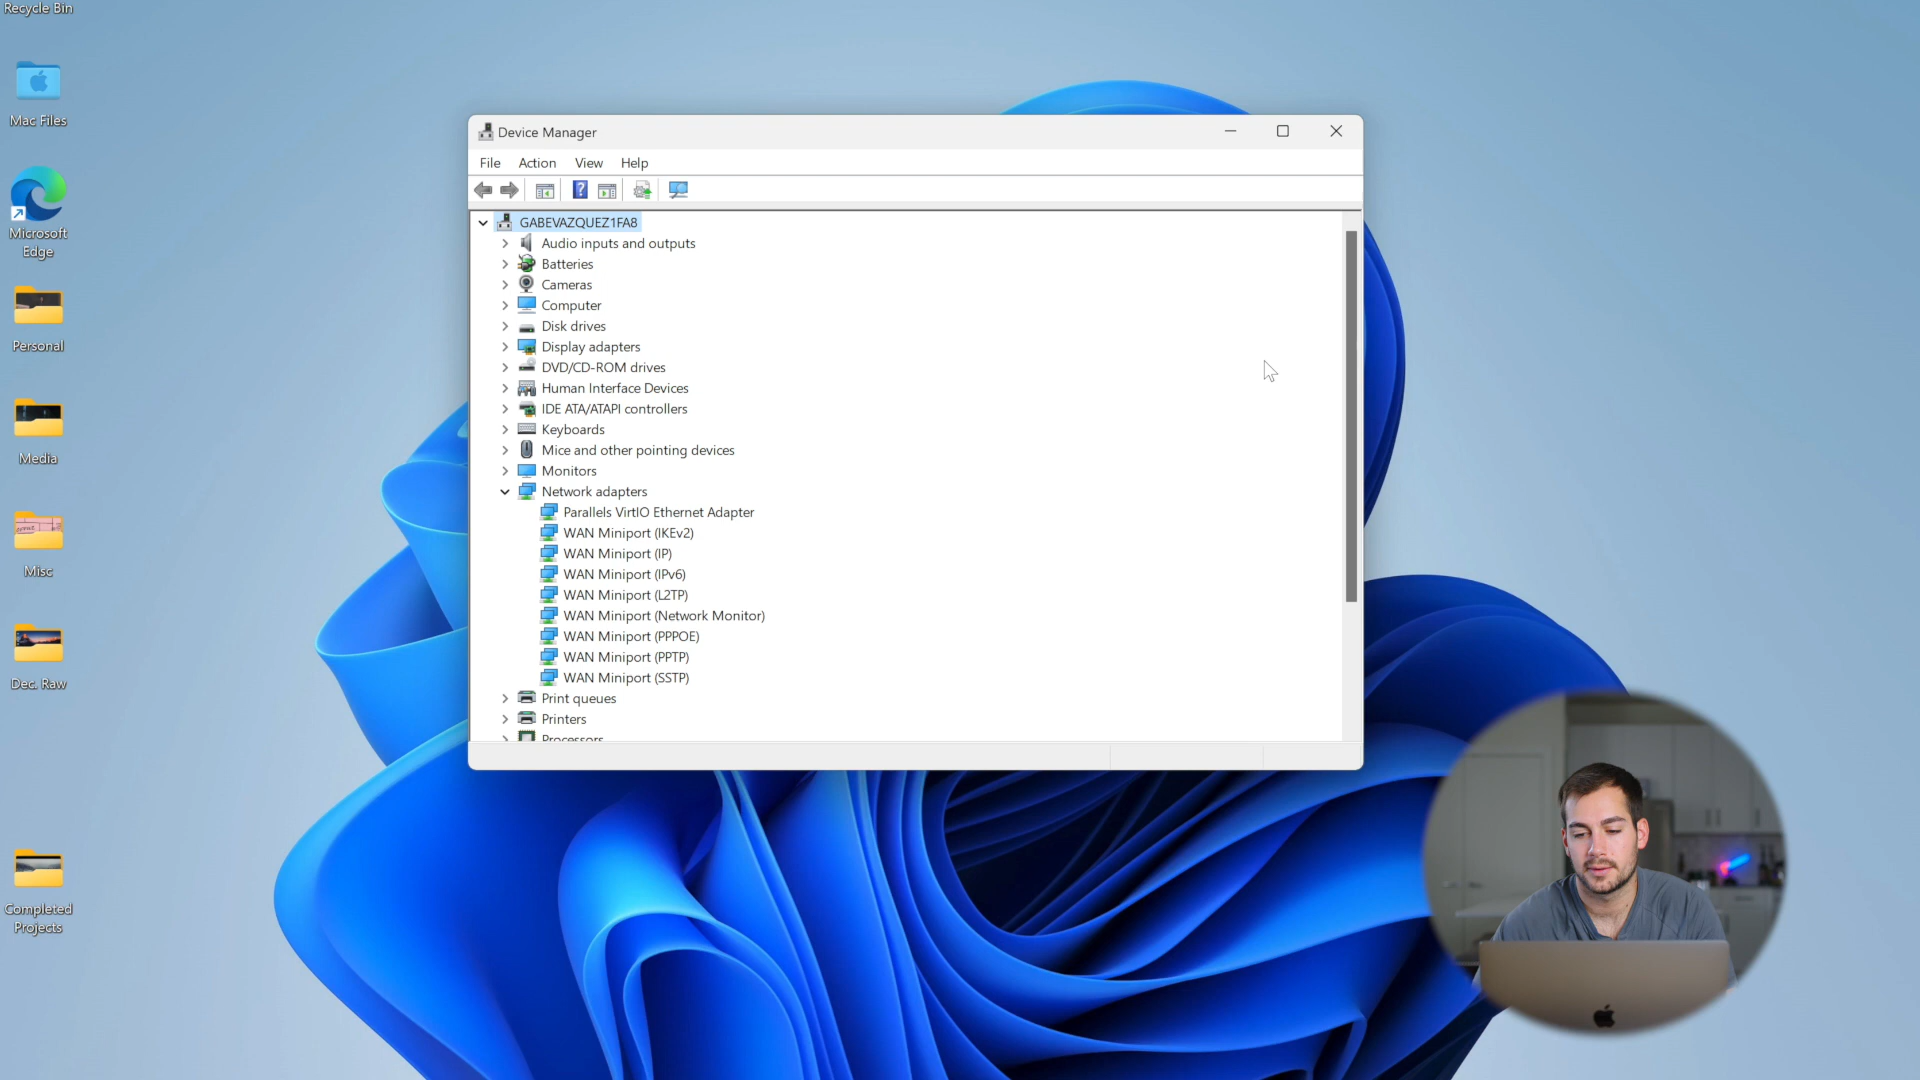 Recycle Bin
Mac Files
Microsoft
Edge
Personal
Media
Misc
Dec. Raw
Completed
Projects
Device Manager
File Action View Help
GABEVAZQUEZ1FA8
Audio inputs and outputs
Batteries
Cameras
Computer
Disk drives
Display adapters
DVD/CD-ROM drives
Human Interface Devices
IDE ATA/ATAPI controllers
Keyboards
Mice and other pointing devices
Monitors
Network adapters
Parallels VirtIO Ethernet Adapter
WAN Miniport (IKEv2)
WAN Miniport (IP)
WAN Miniport (IPv6)
WAN Miniport (L2TP)
WAN Miniport (Network Monitor)
WAN Miniport (PPPOE)
WAN Miniport (PPTP)
WAN Miniport (SSTP)
Print queues
Printers
Processors